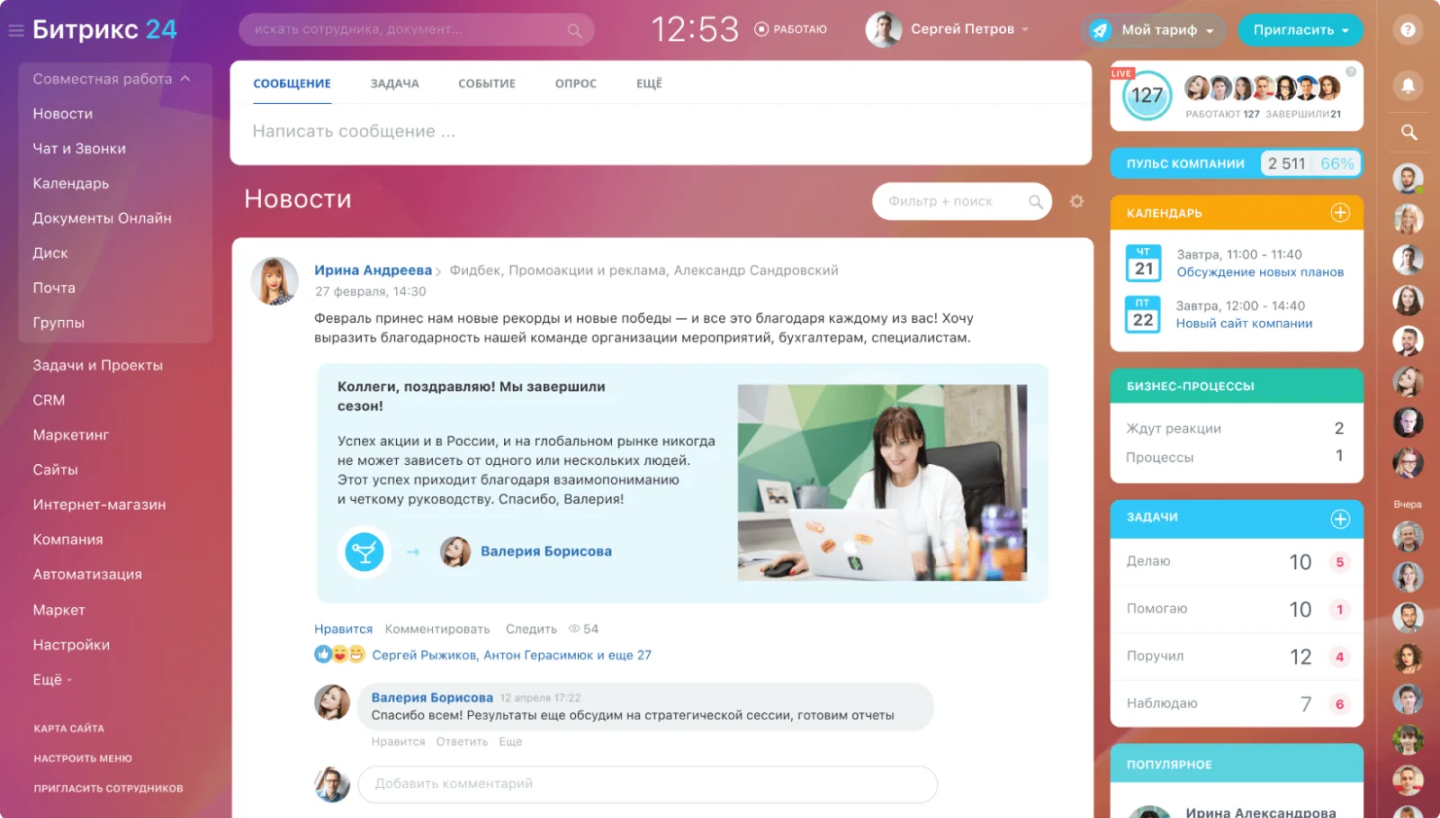 Битрикс 24
искать сотрудника, документ...
12:53
РАБОТАЮ
Сергей Петров
Мой тариф
Пригласить
?
Совместная работа
Новости
Чат и Звонки
Календарь
Документы Онлайн
Диск
Почта
Группы
Задачи и Проекты
CRM
Маркетинг
Сайты
Интернет-магазин
Компания
Автоматизация
Маркет
Настройки
Ещё
КАРТА САЙТА
НАСТРОИТЬ МЕНЮ
ПРИГЛАСИТЬ СОТРУДНИКОВ
СООБЩЕНИЕ ЗАДАЧА СОБЫТИЕ ОПРОС ЕЩЁ
Написать сообщение ...
Новости
Фильтр + поиск
Ирина Андреева > Фидбек, Промоакции и реклама, Александр Сандровский
27 февраля, 14:30
Февраль принес нам новые рекорды и новые победы — и все это благодаря каждому из вас! Хочу
выразить благодарность нашей команде организации мероприятий, бухгалтерам, специалистам.
Коллеги, поздравляю! Мы завершили
сезон!
Успех акции и в России, и на глобальном рынке никогда
не может зависеть от одного или нескольких людей.
Этот успех приходит благодаря взаимопониманию
и четкому руководству. Спасибо, Валерия!
Валерия Борисова
Нравится Комментировать Следить 54
Сергей Рыжиков, Антон Герасимюк и еще 27
Валерия Борисова 12 апреля 17:22
Спасибо всем! Результаты еще обсудим на стратегической сессии, готовим отчеты
Нравится Ответить Еще
Добавить комментарий
LIVE
127
?
РАБОТАЮТ 127 ЗАВЕРШИЛИ 21
ПУЛЬС КОМПАНИИ 2 511 66%
КАЛЕНДАРЬ
ЧТ
21
Завтра, 11:00 - 11:40
Обсуждение новых планов
ПТ
22
Завтра, 12:00 - 14:40
Новый сайт компании
БИЗНЕС-ПРОЦЕССЫ
Ждут реакции 2
Процессы 1
ЗАДАЧИ
Делаю 10 5
Помогаю 10 1
Поручил 12 4
Наблюдаю 7 6
ПОПУЛЯРНОЕ
Ирина Александрова
Вчера